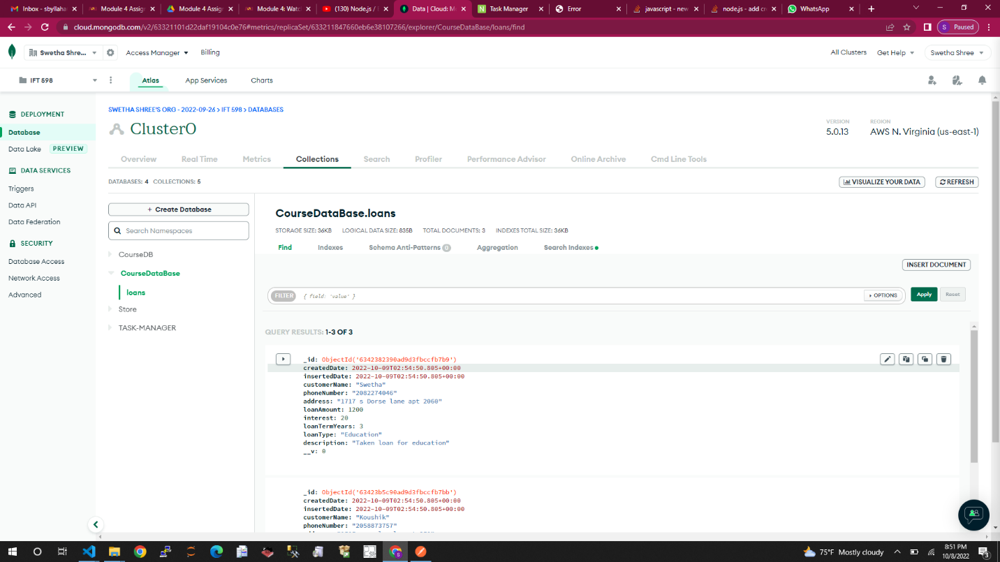 Inbox - sbyllaha
Module 4 Assign
Module 4 Assign
Module 4: Watch
(130) Node.js / E
Data | Cloud: Mo
Task Manager
Error
javascript - new
node.js - add cre
WhatsApp
cloud.mongodb.com/v2/63321101d22daf19104c0e76#metrics/replicaSet/633211847660eb6e38107266/explorer/CourseDataBase/loans/find
S Paused
Swetha Shree...
Access Manager
Billing
All Clusters
Get Help
Swetha Shree
IFT 598
Atlas
App Services
Charts
DEPLOYMENT
Database
Data Lake PREVIEW
DATA SERVICES
Triggers
Data API
Data Federation
SECURITY
Database Access
Network Access
Advanced
SWETHA SHREE'S ORG - 2022-09-26 > IFT 598 > DATABASES
Cluster0
VERSION
5.0.13
REGION
AWS N. Virginia (us-east-1)
Overview
Real Time
Metrics
Collections
Search
Profiler
Performance Advisor
Online Archive
Cmd Line Tools
DATABASES: 4 COLLECTIONS: 5
VISUALIZE YOUR DATA
REFRESH
+ Create Database
Search Namespaces
CourseDB
CourseDataBase
loans
Store
TASK-MANAGER
CourseDataBase.loans
STORAGE SIZE: 36KB LOGICAL DATA SIZE: 835B TOTAL DOCUMENTS: 3 INDEXES TOTAL SIZE: 36KB
Find
Indexes
Schema Anti-Patterns 0
Aggregation
Search Indexes
INSERT DOCUMENT
FILTER { field: 'value' }
OPTIONS
Apply
Reset
QUERY RESULTS: 1-3 OF 3
_id: ObjectId('6342382390ad9d3fbccfb7b9')
createdDate: 2022-10-09T02:54:50.805+00:00
insertedDate: 2022-10-09T02:54:50.805+00:00
customerName: "Swetha"
phoneNumber: "2082274046"
address: "1717 s Dorse lane apt 2060"
loanAmount: 1200
interest: 20
loanTermYears: 3
loanType: "Education"
description: "Taken loan for education"
__v: 0
_id: ObjectId('63423b5c90ad9d3fbccfb7bb')
createdDate: 2022-10-09T02:54:50.805+00:00
insertedDate: 2022-10-09T02:54:50.805+00:00
customerName: "Koushik"
phoneNumber: "2058873757"
75°F Mostly cloudy
8:51 PM
10/8/2022
3